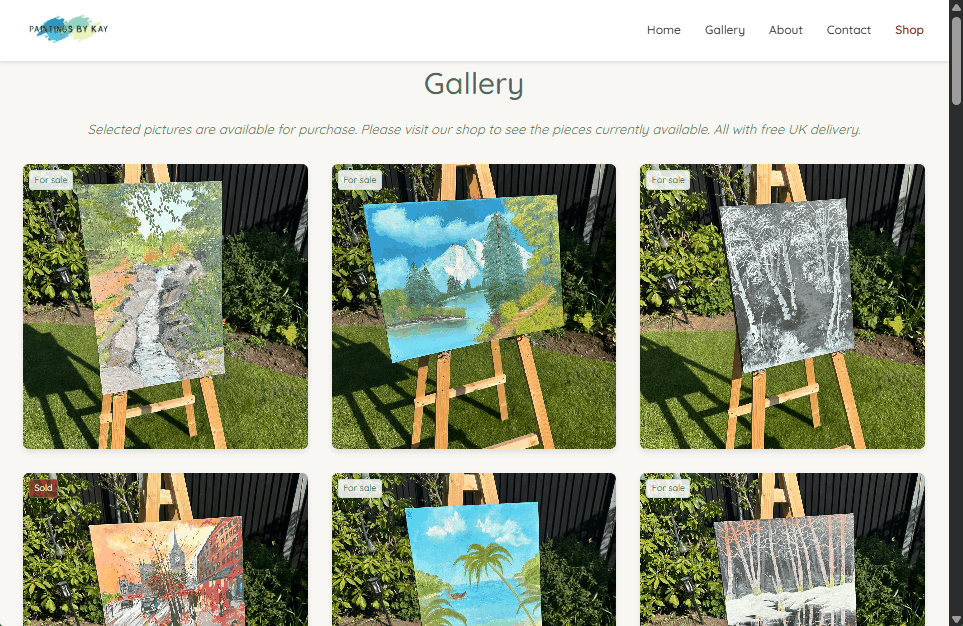 PAINTINGS BY KAY
Home Gallery About Contact Shop
Gallery
Selected pictures are available for purchase. Please visit our shop to see the pieces currently available. All with free UK delivery.
For sale
For sale
For sale
Sold
For sale
For sale